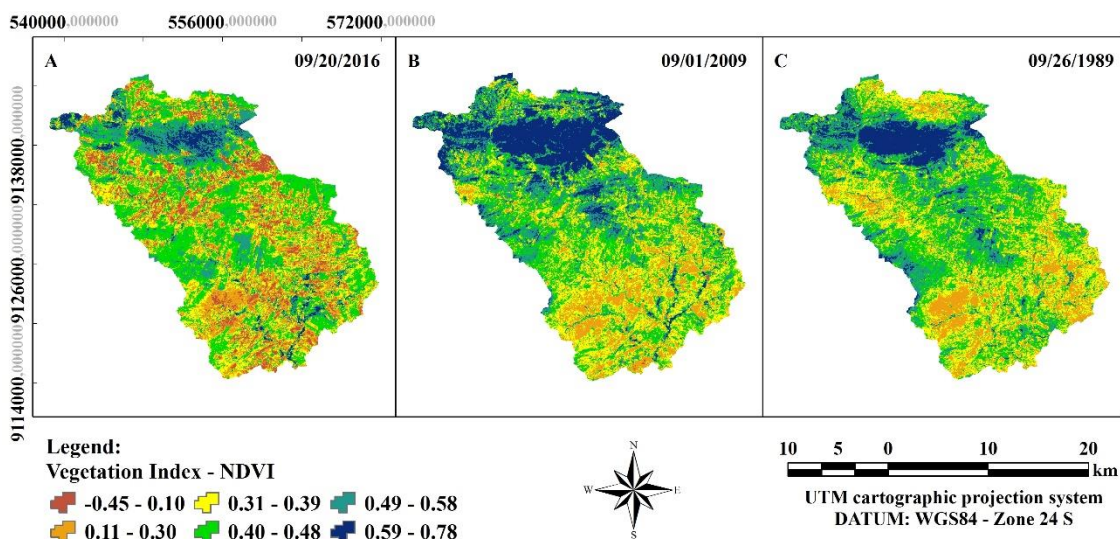 540000,000000 556000,000000 572000,000000
A 09/20/2016
B 09/01/2009
C 09/26/1989
9138000,000000
9126000,000000
9114000,000000
Legend:
Vegetation Index - NDVI
-0.45 - 0.10 0.31 - 0.39 0.49 - 0.58
0.11 - 0.30 0.40 - 0.48 0.59 - 0.78
N
W E
S
10 5 0 10 20
km
UTM cartographic projection system
DATUM: WGS84 - Zone 24 S